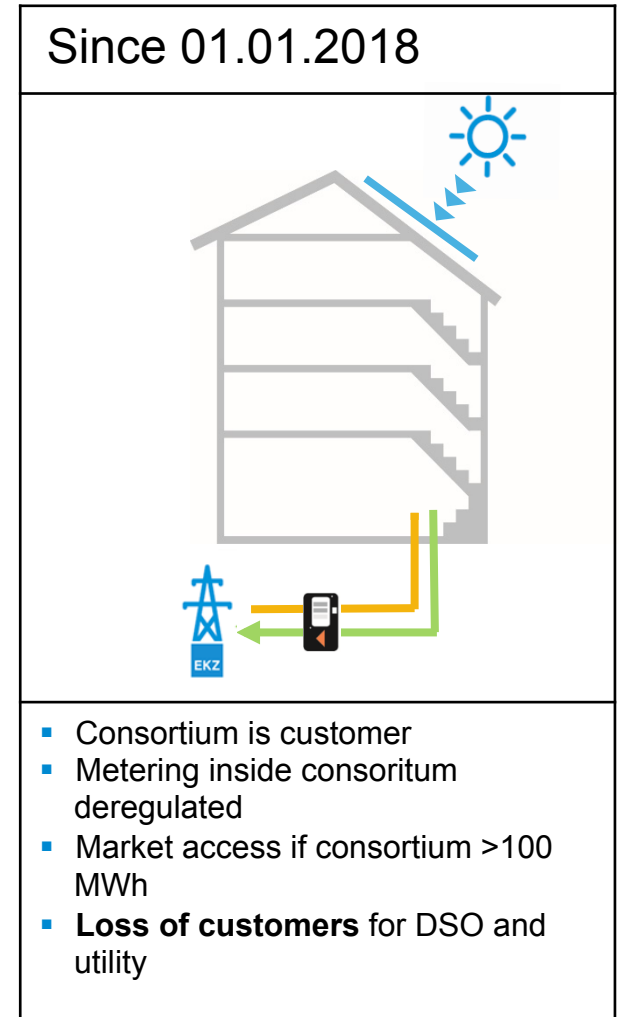 Since 01.01.2018
EKZ
Consortium is customer
Metering inside consoritum
deregulated
Market access if consortium >100
MWh
Loss of customers for DSO and
utility